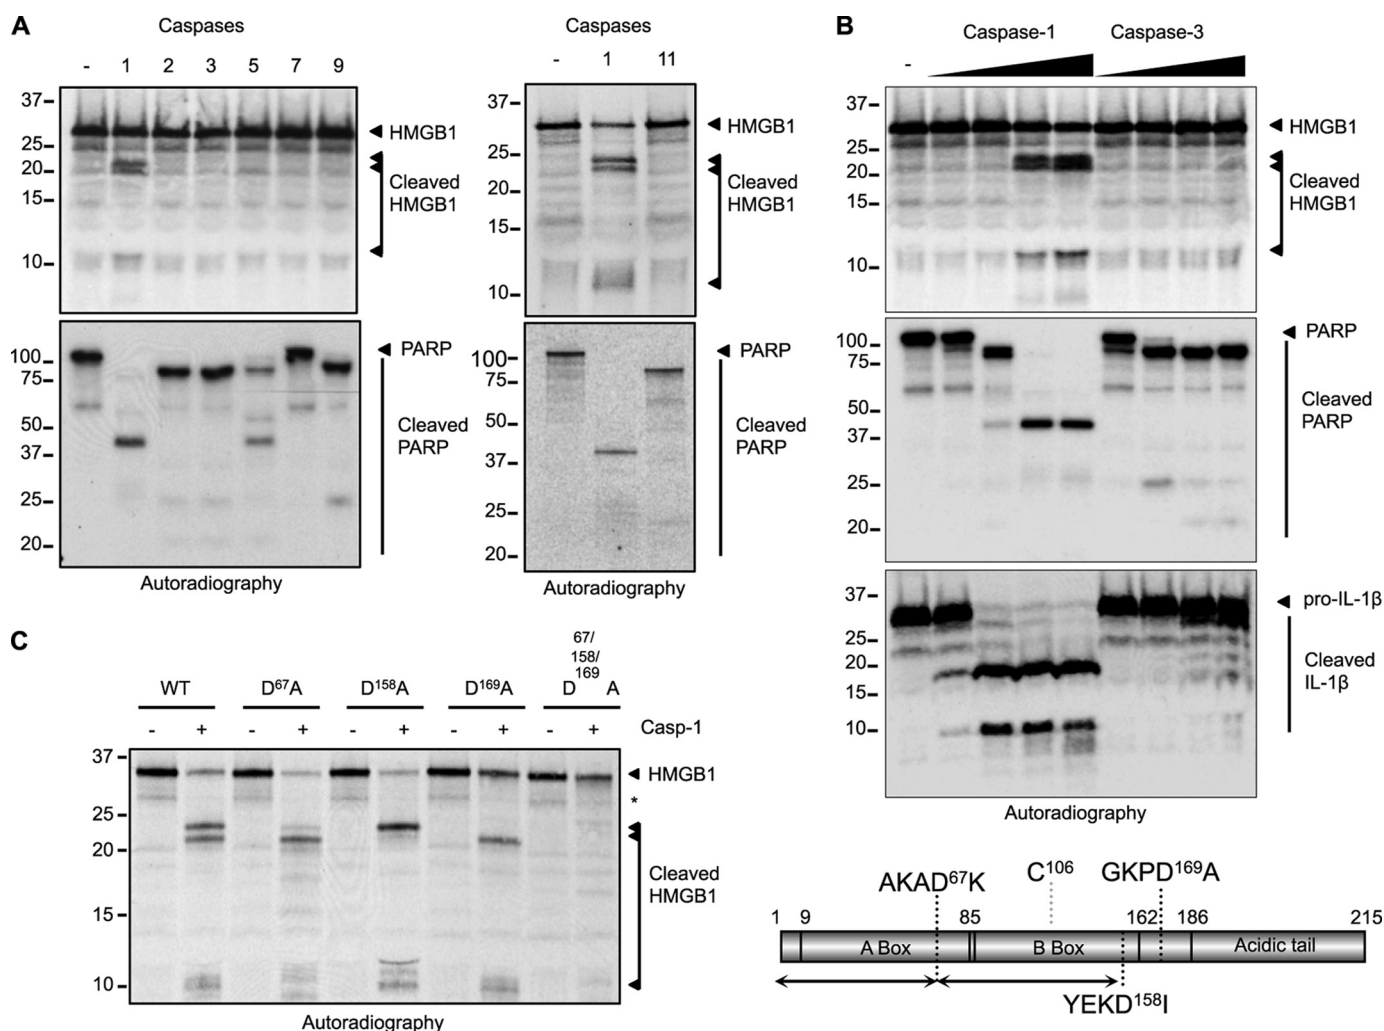 A
Caspases
- 1 2 3 5 7 9
37
25
20
15
10
HMGB1
Cleaved
HMGB1
100
75
50
37
25
20
PARP
Cleaved
PARP
Autoradiography
Caspases
- 1 11
37
25
20
15
10
HMGB1
Cleaved
HMGB1
100
75
50
37
25
20
PARP
Cleaved
PARP
Autoradiography
B
Caspase-1 Caspase-3
-
37
25
20
15
10
HMGB1
Cleaved
HMGB1
100
75
50
37
25
20
PARP
Cleaved
PARP
37
25
20
15
10
pro-IL-1β
Cleaved
IL-1β
Autoradiography
C
WT D⁶⁷A D¹⁵⁸A D¹⁶⁹A D⁶⁷/¹⁵⁸/¹⁶⁹A
- + - + - + - + - + Casp-1
37
25
20
15
10
HMGB1
*
Cleaved
HMGB1
Autoradiography
AKAD⁶⁷K C¹⁰⁶ GKPD¹⁶⁹A
1 9 85 162 186 215
A Box B Box Acidic tail
YEKD¹⁵⁸I